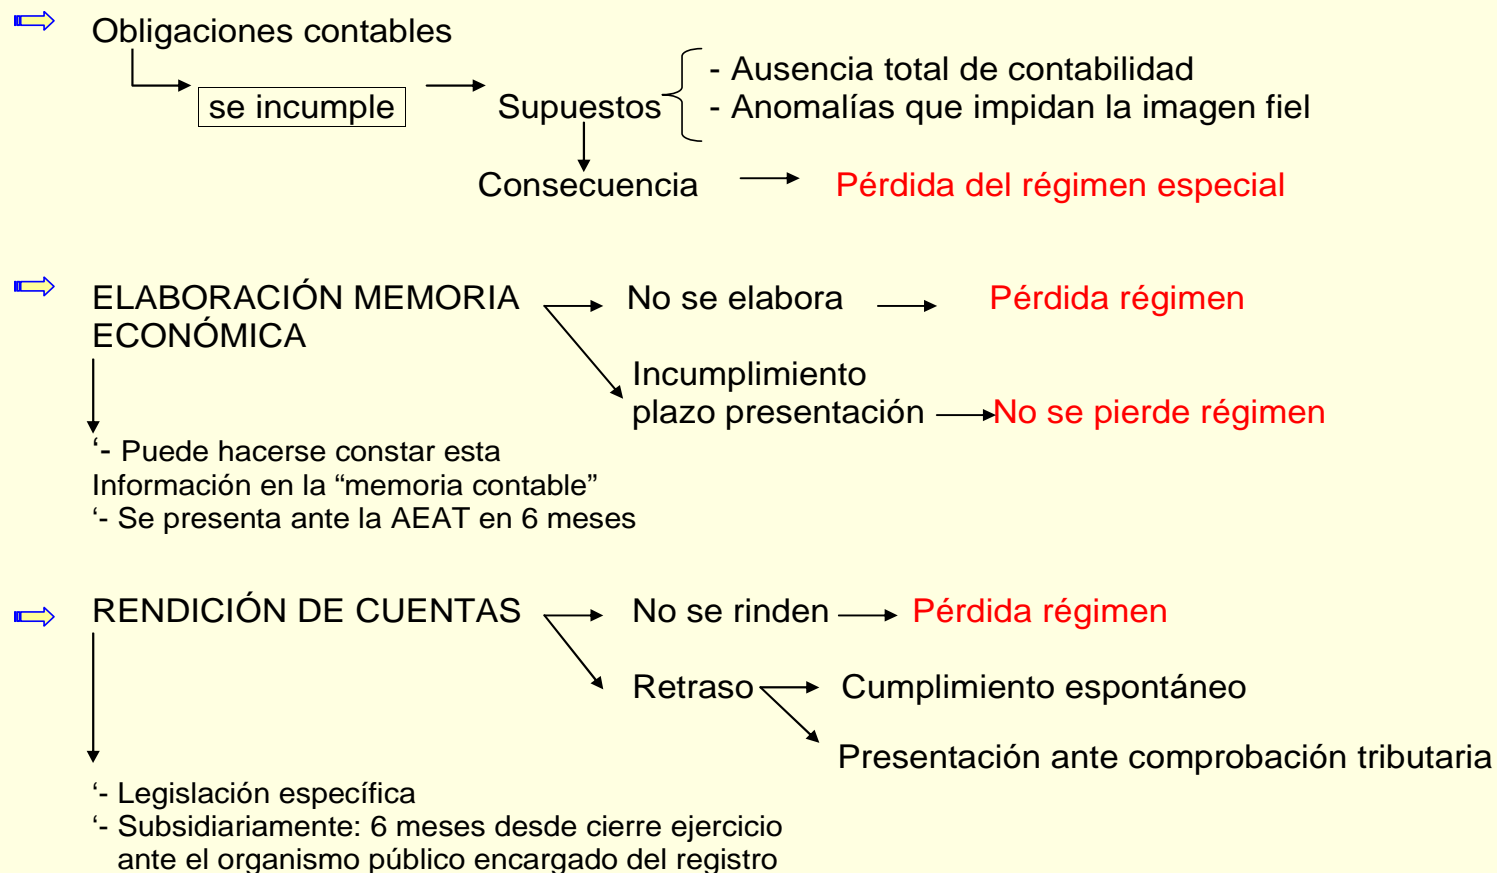 Obligaciones contables
se incumple
Supuestos
- Ausencia total de contabilidad
- Anomalías que impidan la imagen fiel
Consecuencia
Pérdida del régimen especial
ELABORACIÓN MEMORIA
ECONÓMICA
No se elabora
Pérdida régimen
Incumplimiento
plazo presentación
No se pierde régimen
‘- Puede hacerse constar esta
Información en la “memoria contable”
‘- Se presenta ante la AEAT en 6 meses
RENDICIÓN DE CUENTAS
No se rinden
Pérdida régimen
Retraso
Cumplimiento espontáneo
Presentación ante comprobación tributaria
‘- Legislación específica
‘- Subsidiariamente: 6 meses desde cierre ejercicio
ante el organismo público encargado del registro